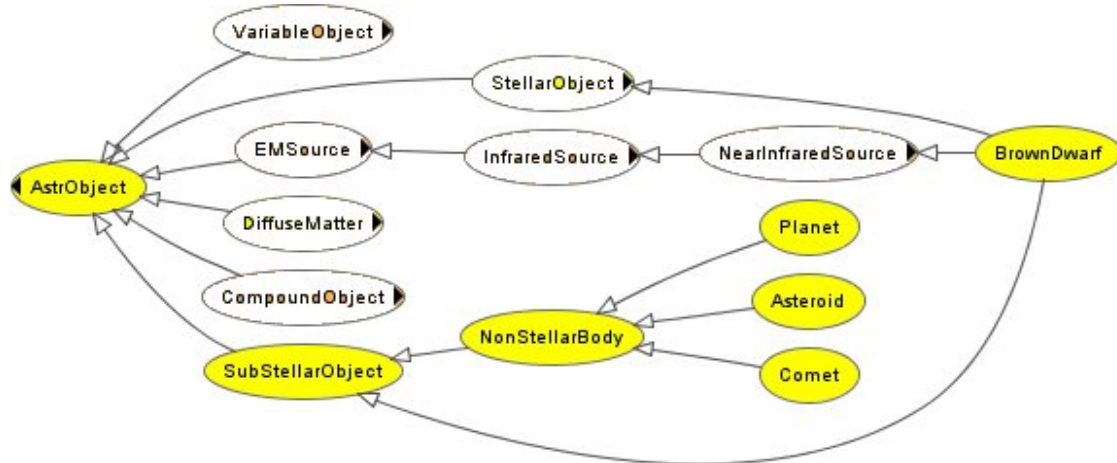 VariableObject
StellarObject
EMSource
InfraredSource
NearInfraredSource
BrownDwarf
AstrObject
DiffuseMatter
Planet
CompoundObject
Asteroid
NonStellarBody
SubStellarObject
Comet